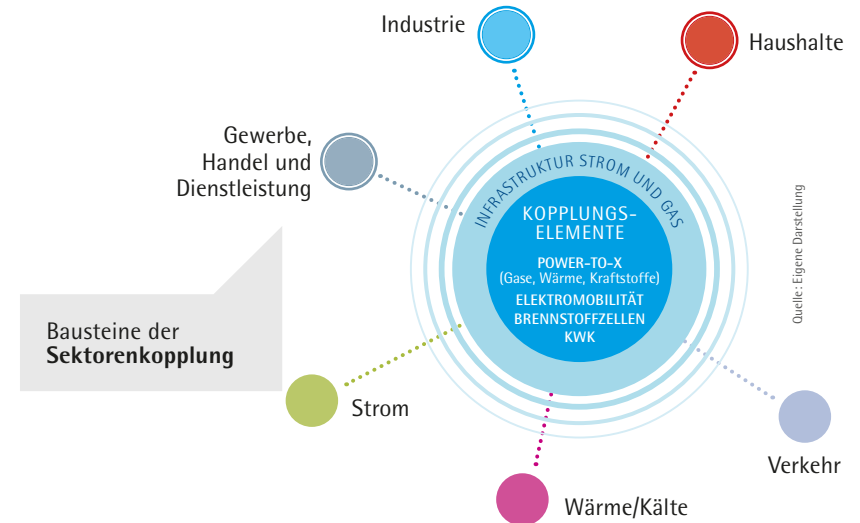 Industrie
Haushalte
Gewerbe,
Handel und
Dienstleistung
INFRASTRUKTUR STROM UND GAS
KOPPLUNGS-
ELEMENTE
POWER-TO-X
(Gase, Wärme, Kraftstoffe)
ELEKTROMOBILITÄT
BRENNSTOFFZELLEN
KWK
Quelle: Eigene Darstellung
Bausteine der
Sektorenkopplung
Strom
Verkehr
Wärme/Kälte